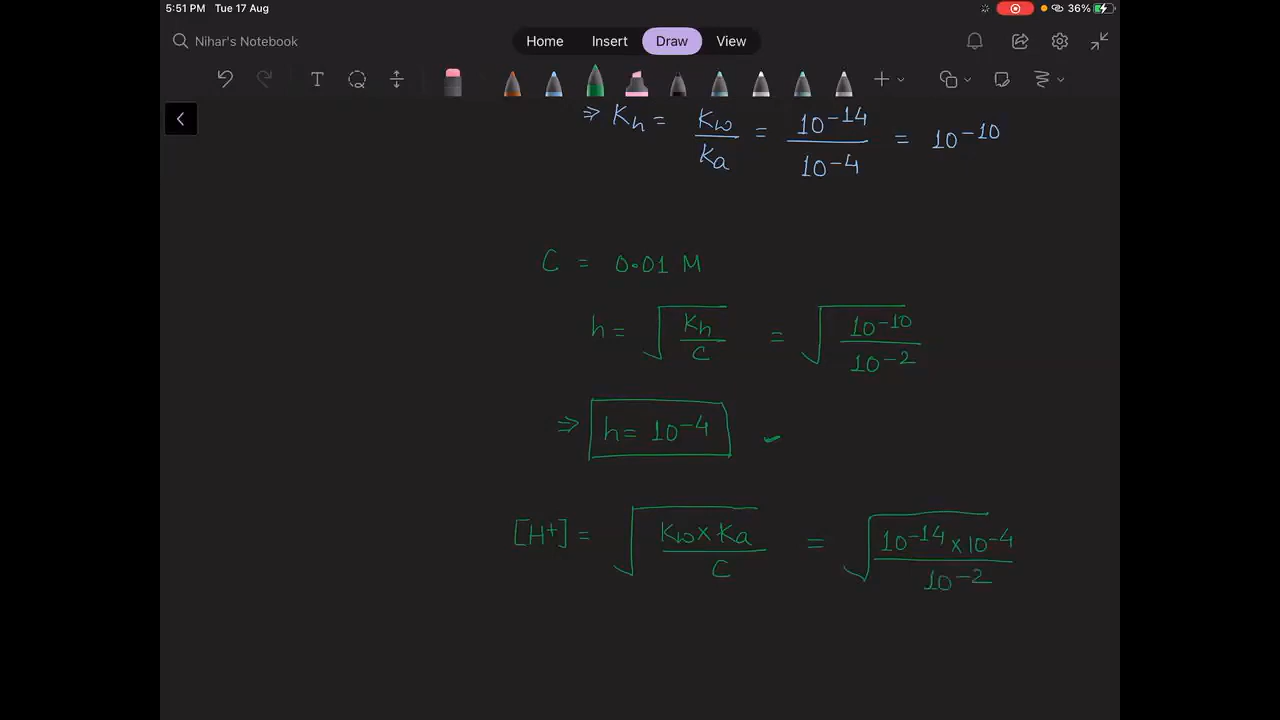 5:51 PM Tue 17 Aug 36%
Nihar's Notebook Home Insert Draw View
⇒ Kh = Kw/Ka = 10⁻¹⁴/10⁻⁴ = 10⁻¹⁰
C = 0.01 M
h = √(Kh/C) = √(10⁻¹⁰/10⁻²)
⇒ h = 10⁻⁴
[H⁺] = √(Kw×Ka/C) = √(10⁻¹⁴×10⁻⁴/10⁻²)